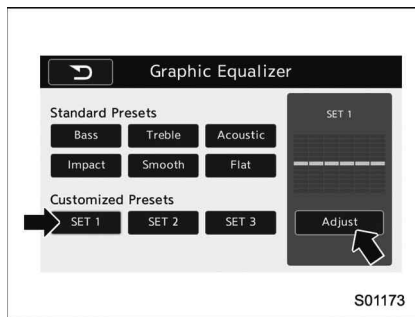 Graphic Equalizer
Standard Presets
SET 1
Bass Treble Acoustic
Impact Smooth Flat
Customized Presets
SET 1 SET 2 SET 3 Adjust
S01173